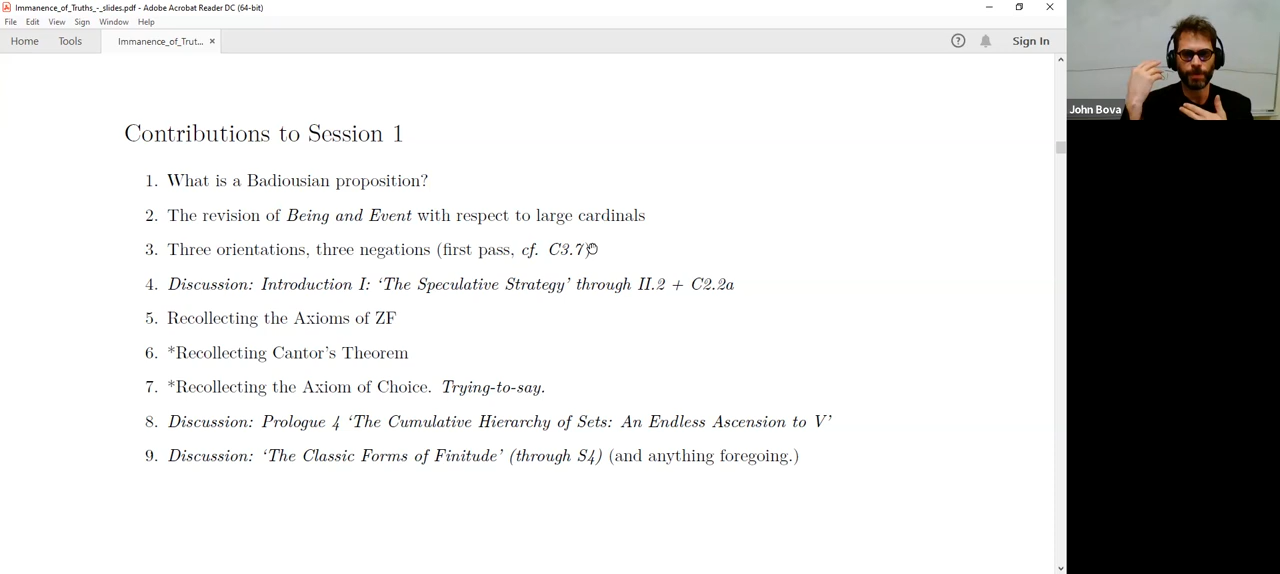 Immanence_of_Truths_-_slides.pdf - Adobe Acrobat Reader DC (64-bit)
File Edit View Sign Window Help
Home Tools Immanence_of_Trut... × Sign In
John Bova
Contributions to Session 1
1. What is a Badiousian proposition?
2. The revision of Being and Event with respect to large cardinals
3. Three orientations, three negations (first pass, cf. C3.7)
4. Discussion: Introduction I: ‘The Speculative Strategy’ through II.2 + C2.2a
5. Recollecting the Axioms of ZF
6. *Recollecting Cantor’s Theorem
7. *Recollecting the Axiom of Choice. Trying-to-say.
8. Discussion: Prologue 4 ‘The Cumulative Hierarchy of Sets: An Endless Ascension to V’
9. Discussion: ‘The Classic Forms of Finitude’ (through S4) (and anything foregoing.)